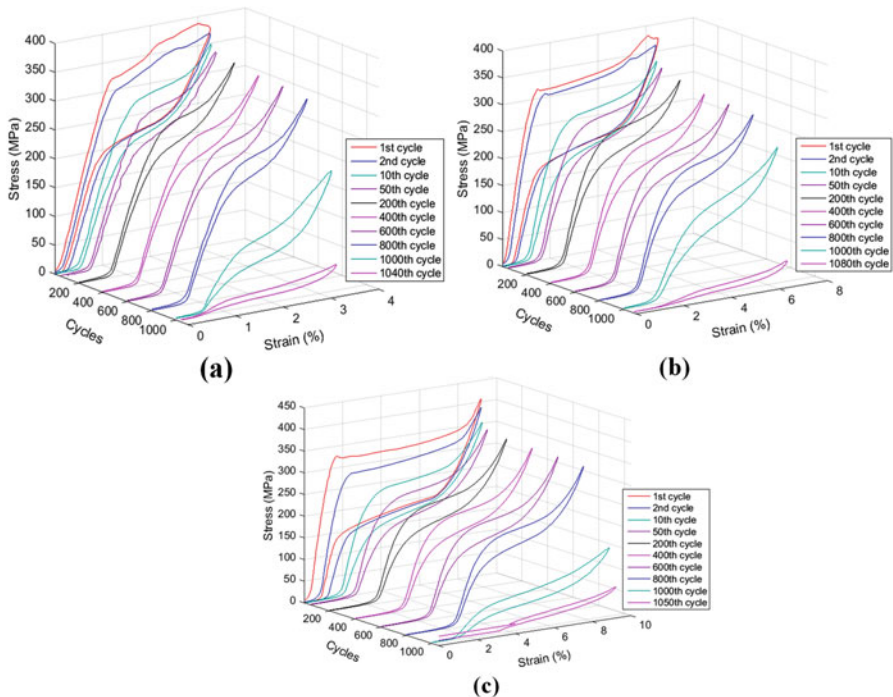 400
350
300
250
200
150
100
50
0
Stress (MPa)
200
400
600
800
1000
Cycles
0
1
2
3
4
Strain (%)
1st cycle
2nd cycle
10th cycle
50th cycle
200th cycle
400th cycle
600th cycle
800th cycle
1000th cycle
1040th cycle
(a)
400
350
300
250
200
150
100
50
0
Stress (MPa)
200
400
600
800
1000
Cycles
0
2
4
6
8
Strain (%)
1st cycle
2nd cycle
10th cycle
50th cycle
200th cycle
400th cycle
600th cycle
800th cycle
1000th cycle
1080th cycle
(b)
450
400
350
300
250
200
150
100
50
0
Stress (MPa)
200
400
600
800
1000
Cycles
0
2
4
6
8
10
Strain (%)
1st cycle
2nd cycle
10th cycle
50th cycle
200th cycle
400th cycle
600th cycle
800th cycle
1000th cycle
1050th cycle
(c)